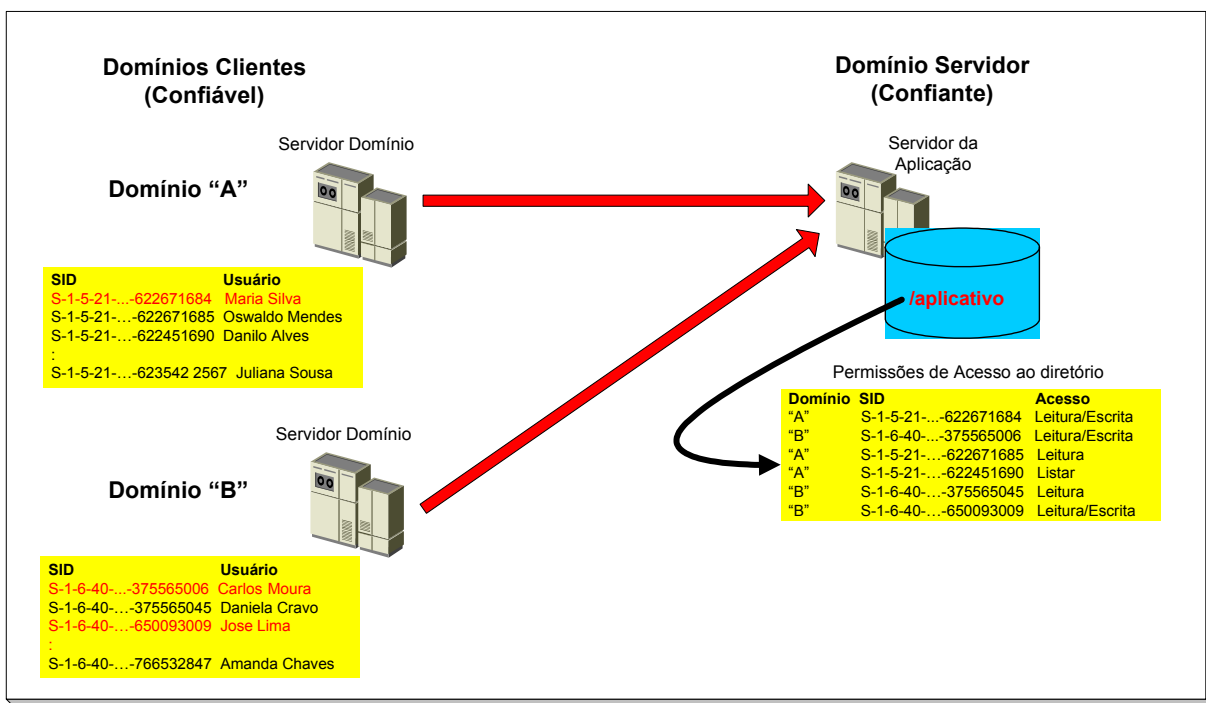 Domínios Clientes
(Confiável)
Domínio Servidor
(Confiante)
Servidor Domínio
Servidor da
Aplicação
Domínio “A”
SID Usuário
S-1-5-21-...-622671684 Maria Silva
S-1-5-21-…-622671685 Oswaldo Mendes
S-1-5-21-…-622451690 Danilo Alves
:
S-1-5-21-…-623542 2567 Juliana Sousa
/aplicativo
Permissões de Acesso ao diretório
Domínio SID Acesso
“A” S-1-5-21-...-622671684 Leitura/Escrita
“B” S-1-6-40-...-375565006 Leitura/Escrita
“A” S-1-5-21-…-622671685 Leitura
“A” S-1-5-21-…-622451690 Listar
“B” S-1-6-40-…-375565045 Leitura
“B” S-1-6-40-…-650093009 Leitura/Escrita
Servidor Domínio
Domínio “B”
SID Usuário
S-1-6-40-...-375565006 Carlos Moura
S-1-6-40-…-375565045 Daniela Cravo
S-1-6-40-…-650093009 Jose Lima
:
S-1-6-40-…-766532847 Amanda Chaves